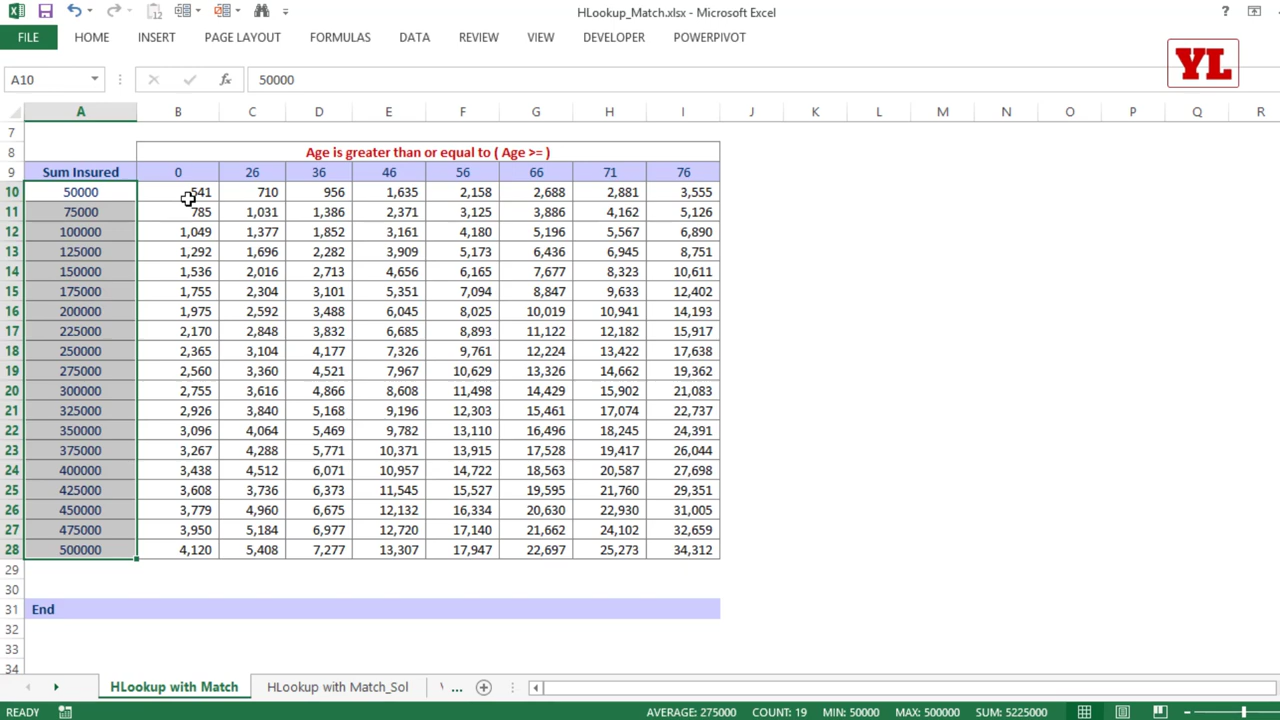 HLookup_Match.xlsx - Microsoft Excel ?
FILE HOME INSERT PAGE LAYOUT FORMULAS DATA REVIEW VIEW DEVELOPER POWERPIVOT
YL
A10 fx 50000
A B C D E F G H I J K L M N O P Q R
7
8 Age is greater than or equal to ( Age >= )
9 Sum Insured 0 26 36 46 56 66 71 76
10 50000 541 710 956 1,635 2,158 2,688 2,881 3,555
11 75000 785 1,031 1,386 2,371 3,125 3,886 4,162 5,126
12 100000 1,049 1,377 1,852 3,161 4,180 5,196 5,567 6,890
13 125000 1,292 1,696 2,282 3,909 5,173 6,436 6,945 8,751
14 150000 1,536 2,016 2,713 4,656 6,165 7,677 8,323 10,611
15 175000 1,755 2,304 3,101 5,351 7,094 8,847 9,633 12,402
16 200000 1,975 2,592 3,488 6,045 8,025 10,019 10,941 14,193
17 225000 2,170 2,848 3,832 6,685 8,893 11,122 12,182 15,917
18 250000 2,365 3,104 4,177 7,326 9,761 12,224 13,422 17,638
19 275000 2,560 3,360 4,521 7,967 10,629 13,326 14,662 19,362
20 300000 2,755 3,616 4,866 8,608 11,498 14,429 15,902 21,083
21 325000 2,926 3,840 5,168 9,196 12,303 15,461 17,074 22,737
22 350000 3,096 4,064 5,469 9,782 13,110 16,496 18,245 24,391
23 375000 3,267 4,288 5,771 10,371 13,915 17,528 19,417 26,044
24 400000 3,438 4,512 6,071 10,957 14,722 18,563 20,587 27,698
25 425000 3,608 3,736 6,373 11,545 15,527 19,595 21,760 29,351
26 450000 3,779 4,960 6,675 12,132 16,334 20,630 22,930 31,005
27 475000 3,950 5,184 6,977 12,720 17,140 21,662 24,102 32,659
28 500000 4,120 5,408 7,277 13,307 17,947 22,697 25,273 34,312
29
30
31 End
32
33
34
HLookup with Match HLookup with Match_Sol ...
READY AVERAGE: 275000 COUNT: 19 MIN: 50000 MAX: 500000 SUM: 5225000